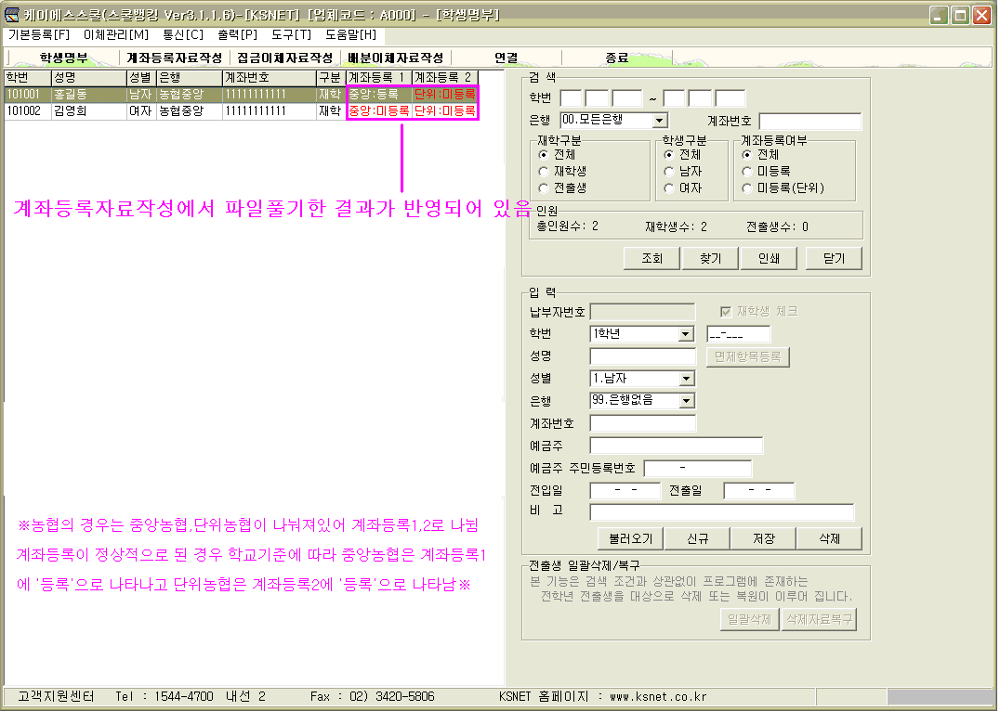 케이에스스쿨(스쿨뱅킹 Ver3.1.1.6)-[KSNET] [업체코드 : A000] - [학생명부]
기본등록[F] 이체관리[M] 통신[C] 출력[P] 도구[T] 도움말[H]
학생명부 계좌등록자료작성 집금이체자료작성 배분이체자료작성 연결 종료
학번 성명 성별 은행 계좌번호 구분 계좌등록 1 계좌등록 2
101001 홍길동 남자 농협중앙 11111111111 재학 중앙:등록 단위:미등록
101002 김영희 여자 농협중앙 11111111111 재학 중앙:미등록 단위:미등록
계좌등록자료작성에서 파일풀기한 결과가 반영되어 있음
※농협의 경우는 중앙농협,단위농협이 나눠져있어 계좌등록1,2로 나뉨
계좌등록이 정상적으로 된 경우 학교기준에 따라 중앙농협은 계좌등록1
에 '등록'으로 나타나고 단위농협은 계좌등록2에 '등록'으로 나타남※
검 색
학번 ~
은행 00.모든은행 계좌번호
재학구분 학생구분 계좌등록여부
전체 전체 전체
재학생 남자 미등록
전출생 여자 미등록(단위)
인원
총인원수: 2 재학생수: 2 전출생수: 0
조회 찾기 인쇄 닫기
입 력
납부자번호 재학생 체크
학번 1학년 __-___
성명 면제항목등록
성별 1.남자
은행 99.은행없음
계좌번호
예금주
예금주 주민등록번호 -
전입일 - - 전출일 - -
비 고
불러오기 신규 저장 삭제
전출생 일괄삭제/복구
본 기능은 검색 조건과 상관없이 프로그램에 존재하는
전학년 전출생을 대상으로 삭제 또는 복원이 이루어 집니다.
일괄삭제 삭제자료복구
고객지원센터 Tel : 1544-4700 내선 2 Fax : 02) 3420-5806 KSNET 홈페이지 : www.ksnet.co.kr